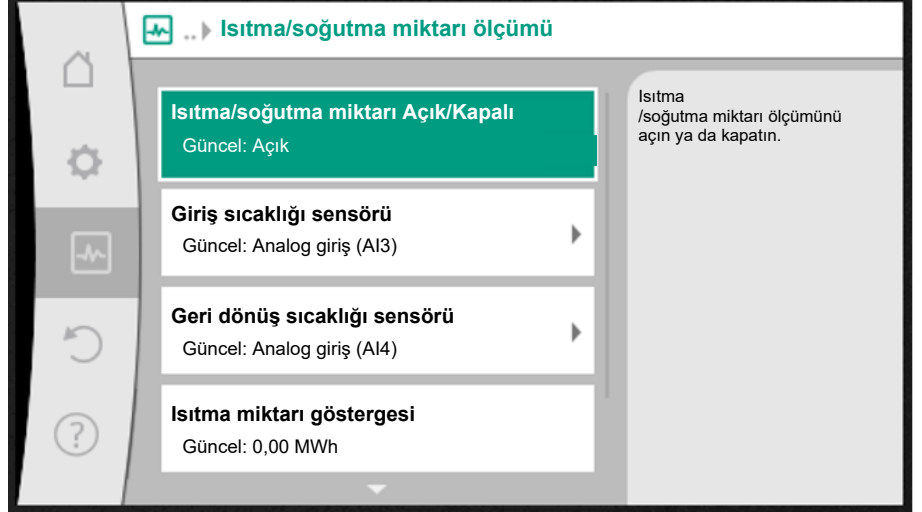 .. Isıtma/soğutma miktarı ölçümü
Isıtma/soğutma miktarı Açık/Kapalı
Güncel: Açık
Giriş sıcaklığı sensörü
Güncel: Analog giriş (AI3)
Geri dönüş sıcaklığı sensörü
Güncel: Analog giriş (AI4)
Isıtma miktarı göstergesi
Güncel: 0,00 MWh
Isıtma
/soğutma miktarı ölçümünü
açın ya da kapatın.
?